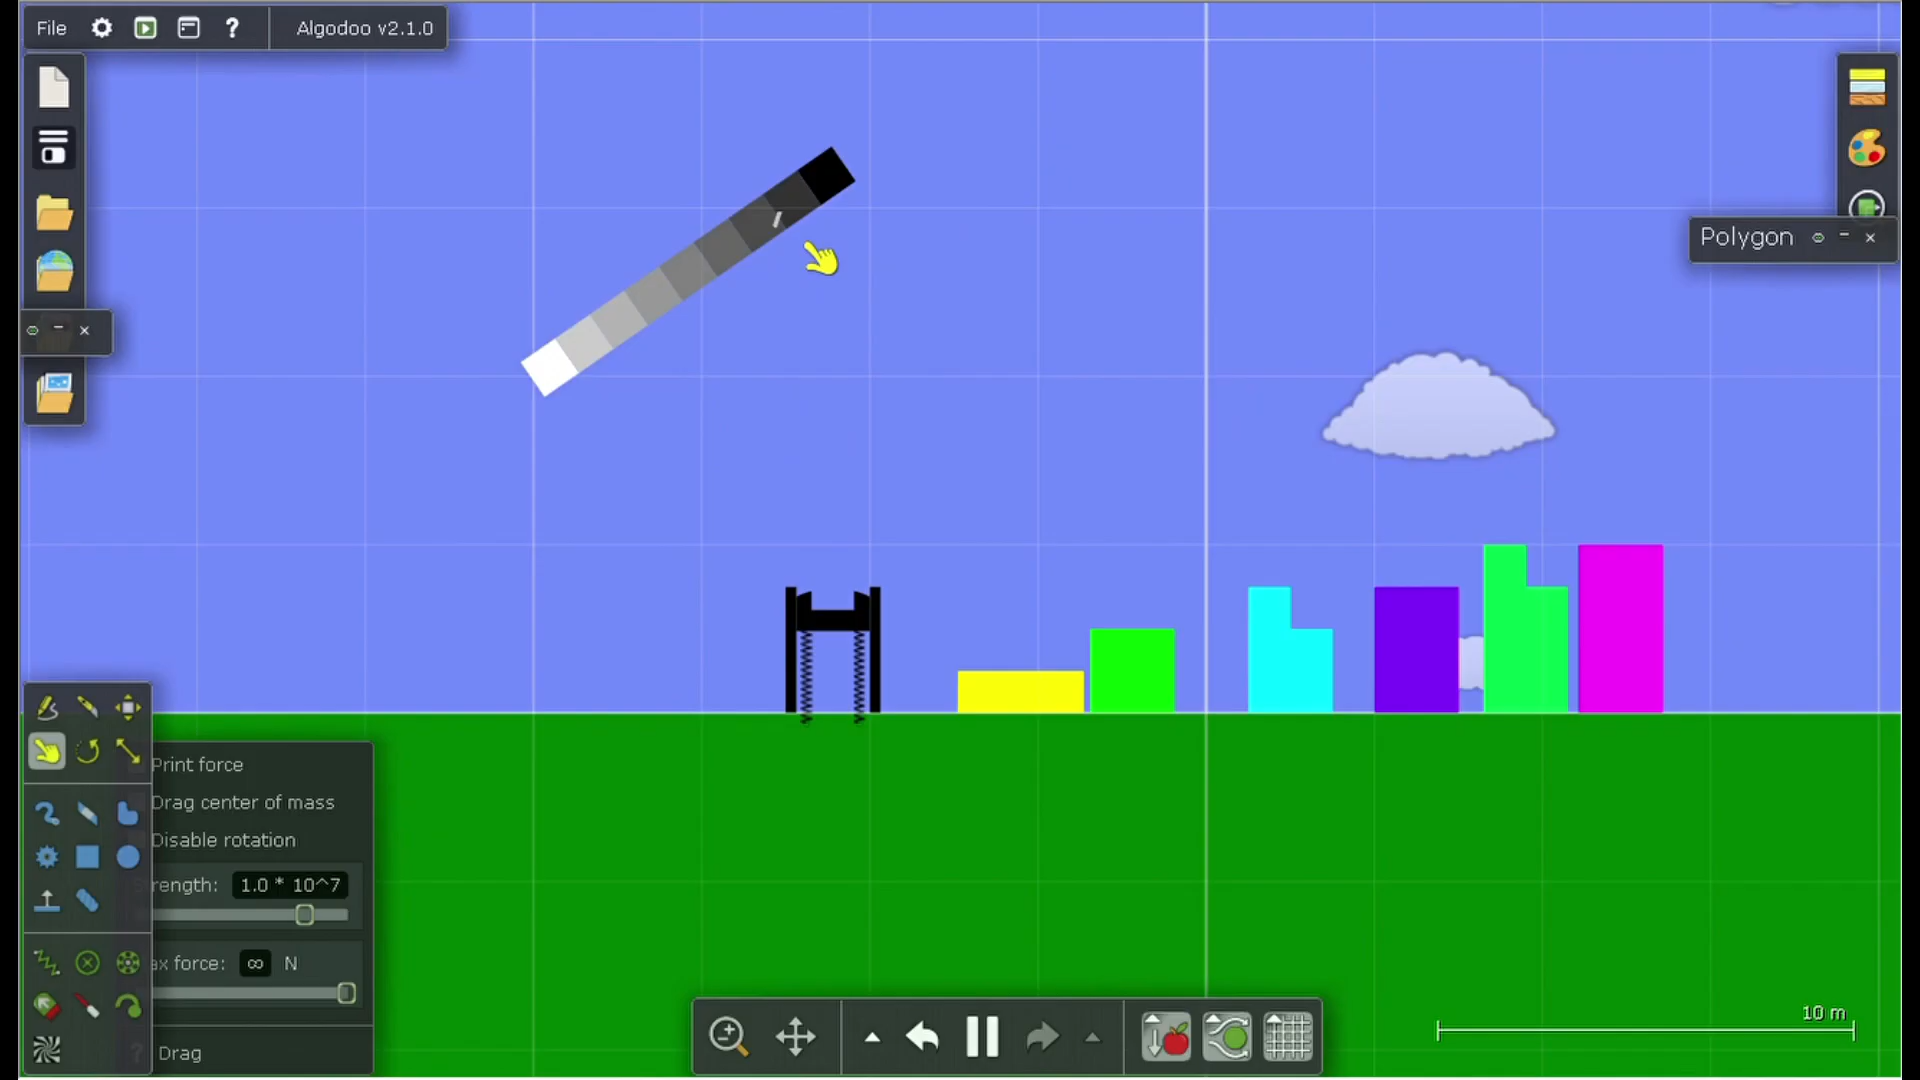 File
?
Algodoo v2.1.0
Polygon
Print force
Drag center of mass
Disable rotation
rength: 1.0 * 10^7
ax force: ∞ N
? Drag
10 m